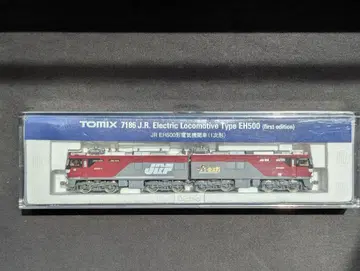 TOMIX 7186 J.R. Electric Locomotive Type EH500 (first edition)
JR EH500形電気機関車(1次形)
JRF